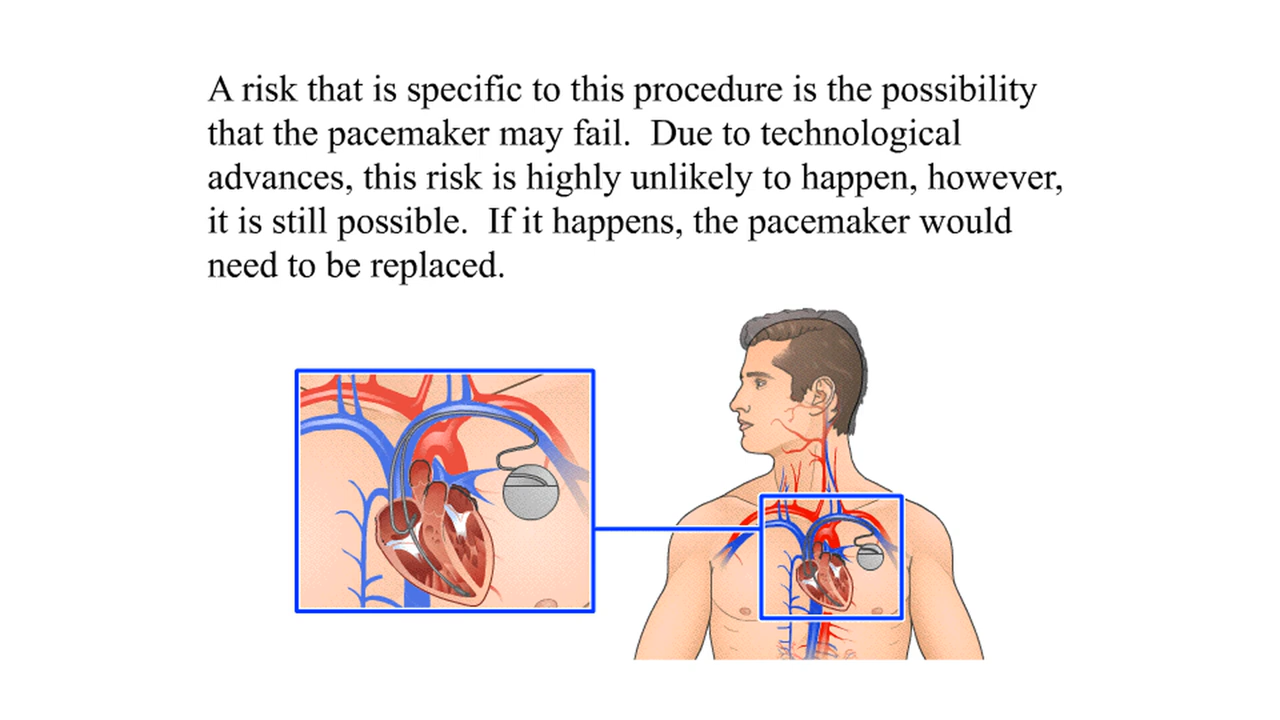 A risk that is specific to this procedure is the possibility
that the pacemaker may fail.  Due to technological
advances, this risk is highly unlikely to happen, however,
it is still possible.  If it happens, the pacemaker would
need to be replaced.